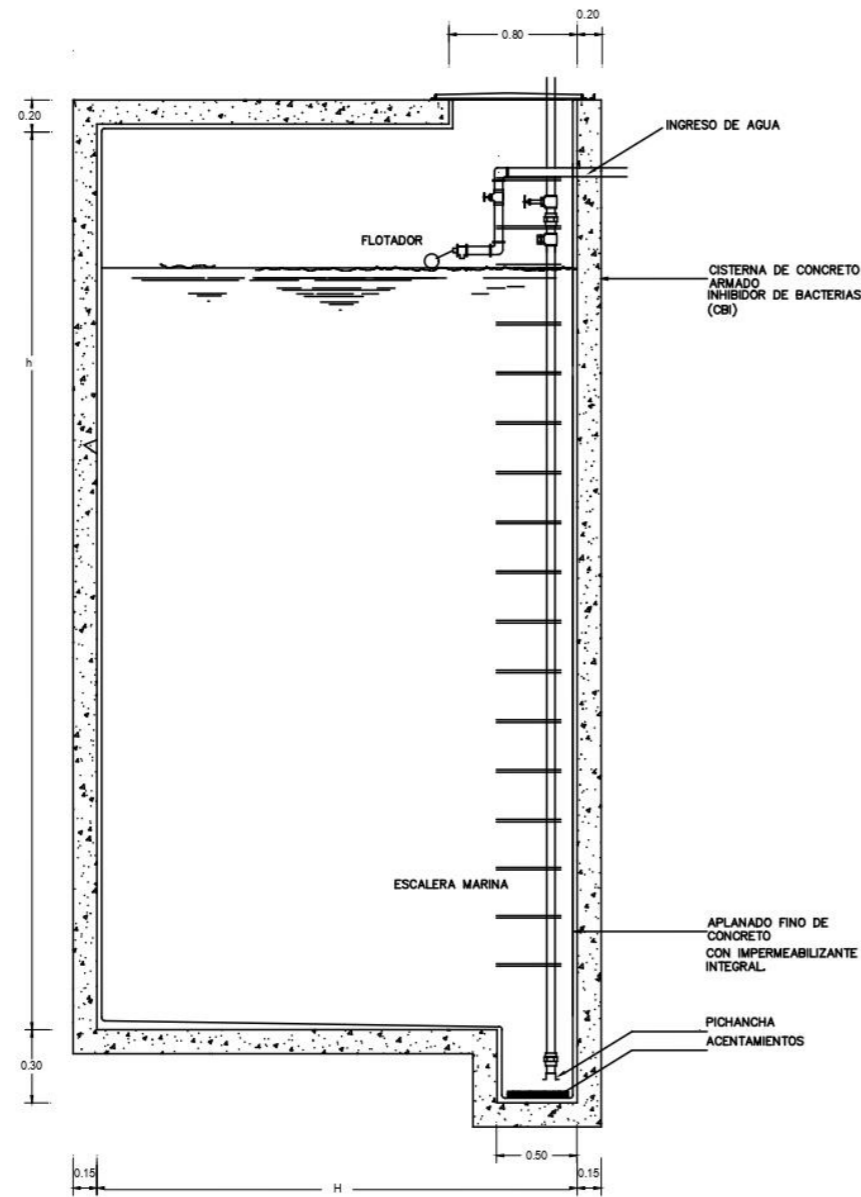 0.20
0.80
0.20
INGRESO DE AGUA
FLOTADOR
CISTERNA DE CONCRETO
ARMADO
INHIBIDOR DE BACTERIAS
(CBI)
h
ESCALERA MARINA
APLANADO FINO DE
CONCRETO
CON IMPERMEABILIZANTE
INTEGRAL.
PICHANCHA
ACENTAMIENTOS
0.30
0.50
0.15
H
0.15